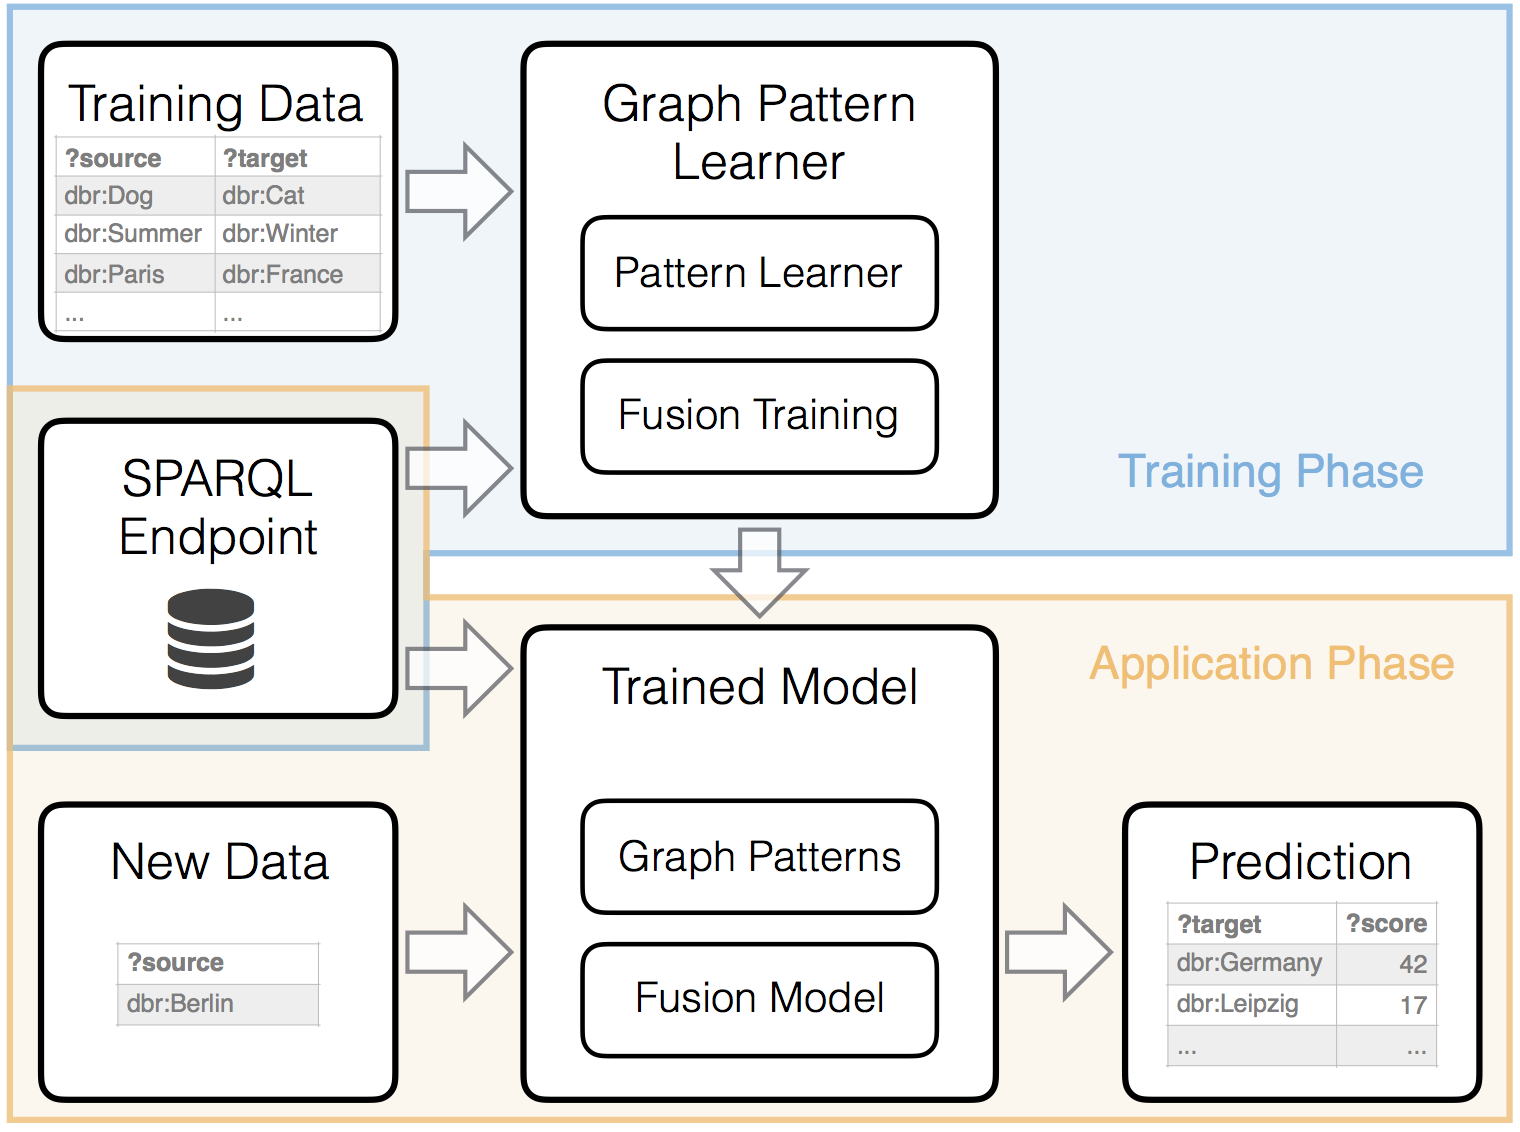 Training Data
?source ?target
dbr:Dog dbr:Cat
dbr:Summer dbr:Winter
dbr:Paris dbr:France
... ...
Graph Pattern
Learner
Pattern Learner
Fusion Training
Training Phase
SPARQL
Endpoint
Application Phase
Trained Model
Graph Patterns
Fusion Model
New Data
?source
dbr:Berlin
Prediction
?target ?score
dbr:Germany 42
dbr:Leipzig 17
... ...